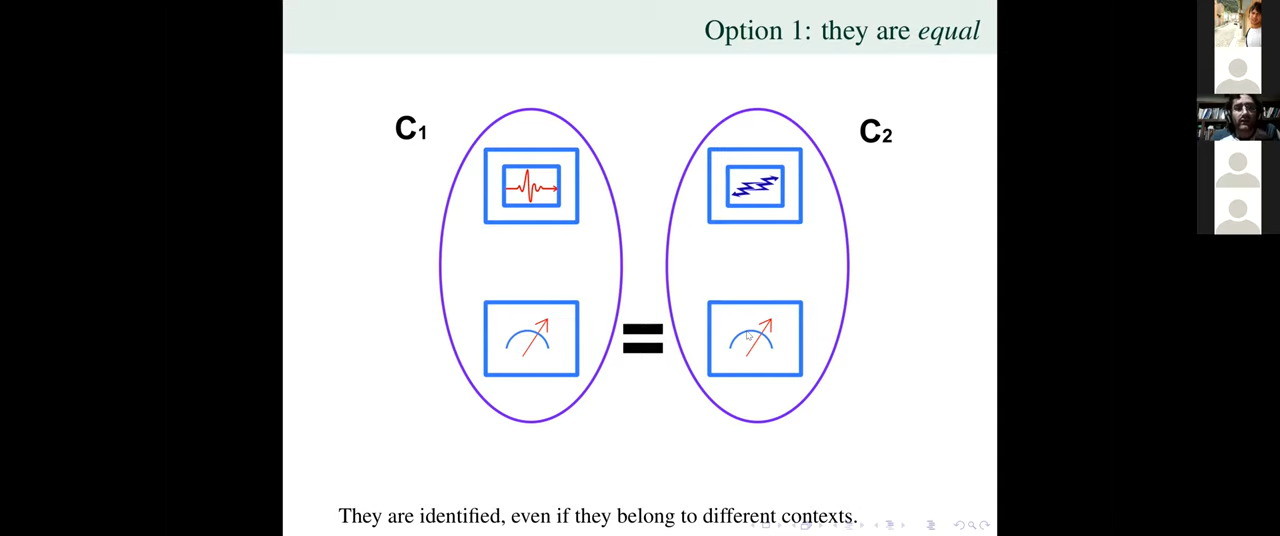 Option 1: they are equal
C1
C2
=
They are identified, even if they belong to different contexts.